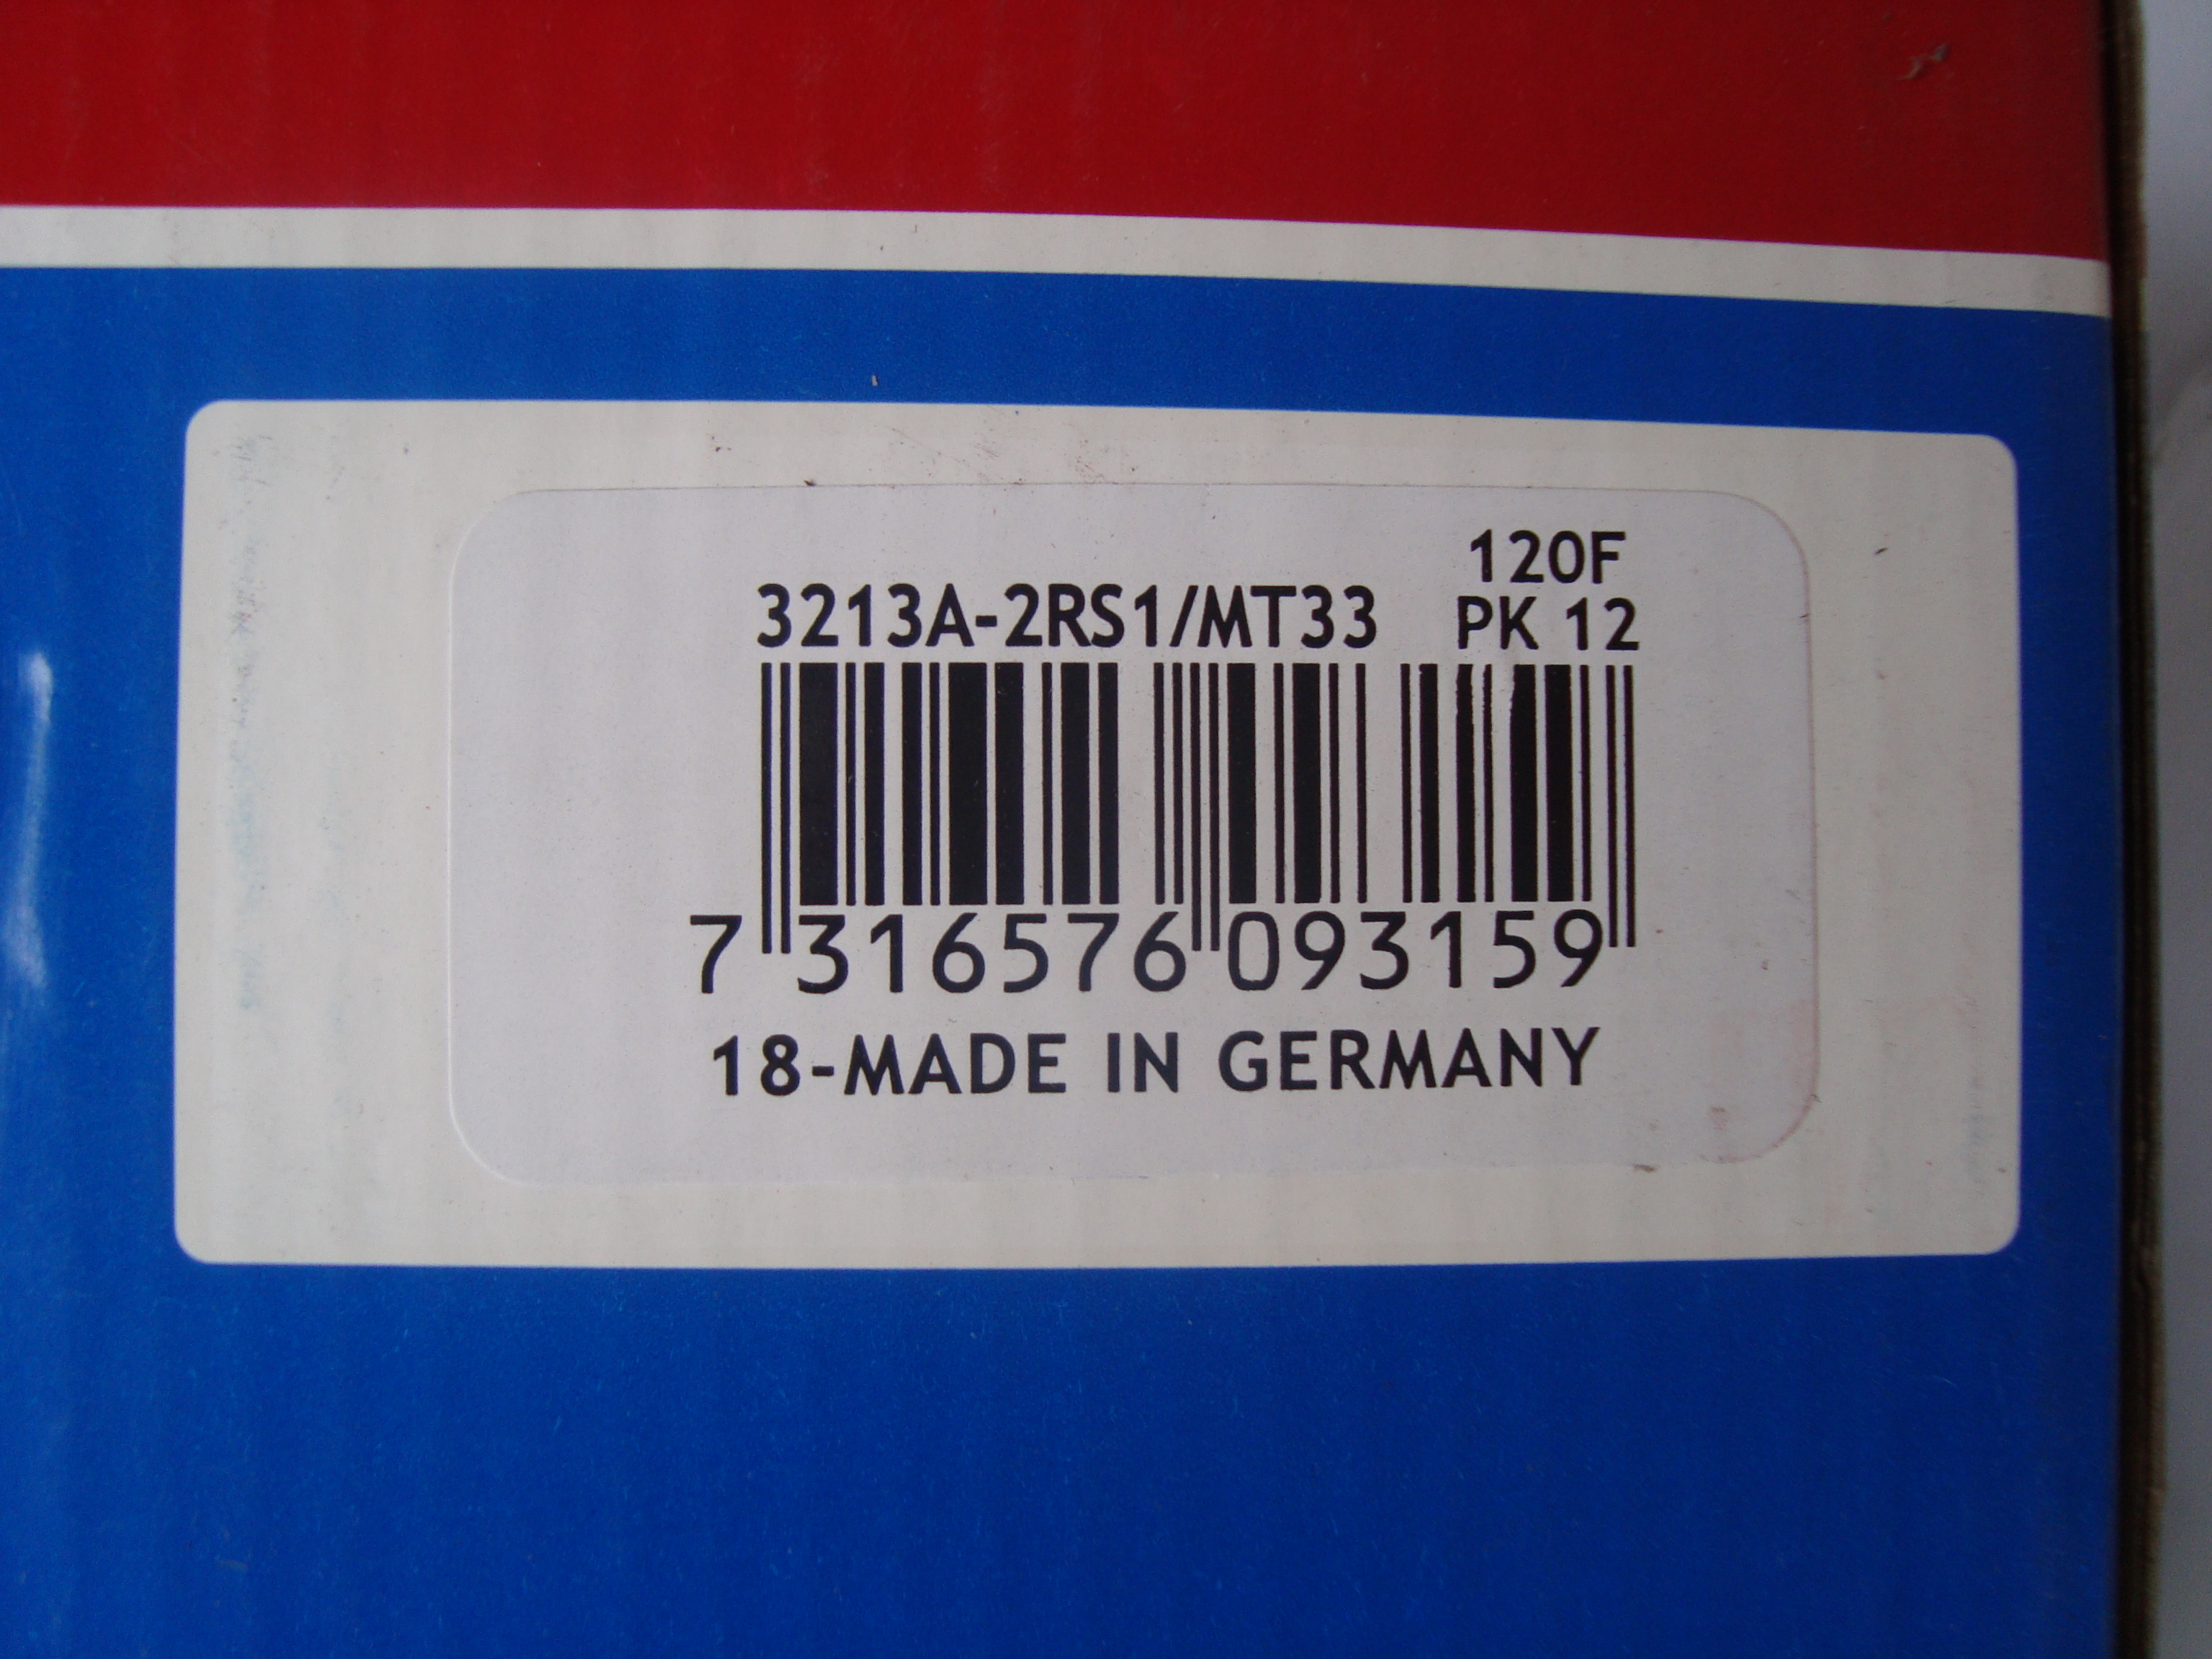 120F
3213A-2RS1/MT33 PK 12
7 316576 093159
18-MADE IN GERMANY